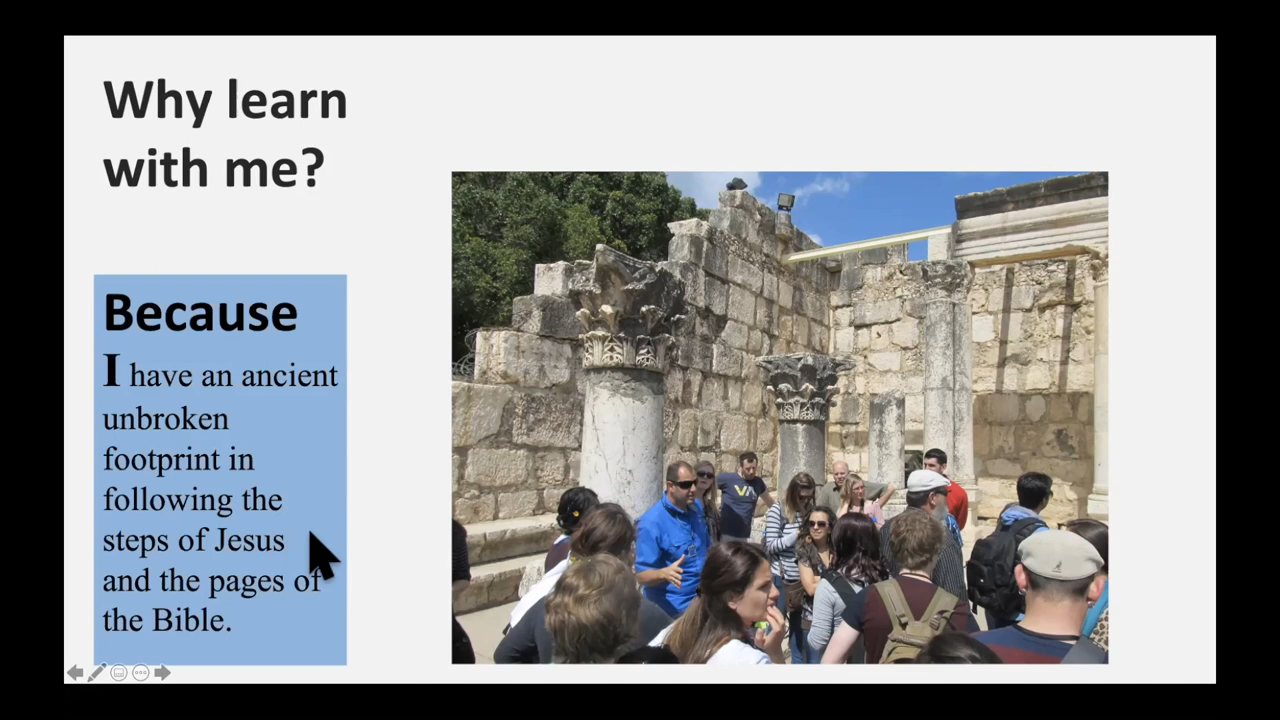 Why learn
with me?
Because
I have an ancient
unbroken
footprint in
following the
steps of Jesus
and the pages of
the Bible.